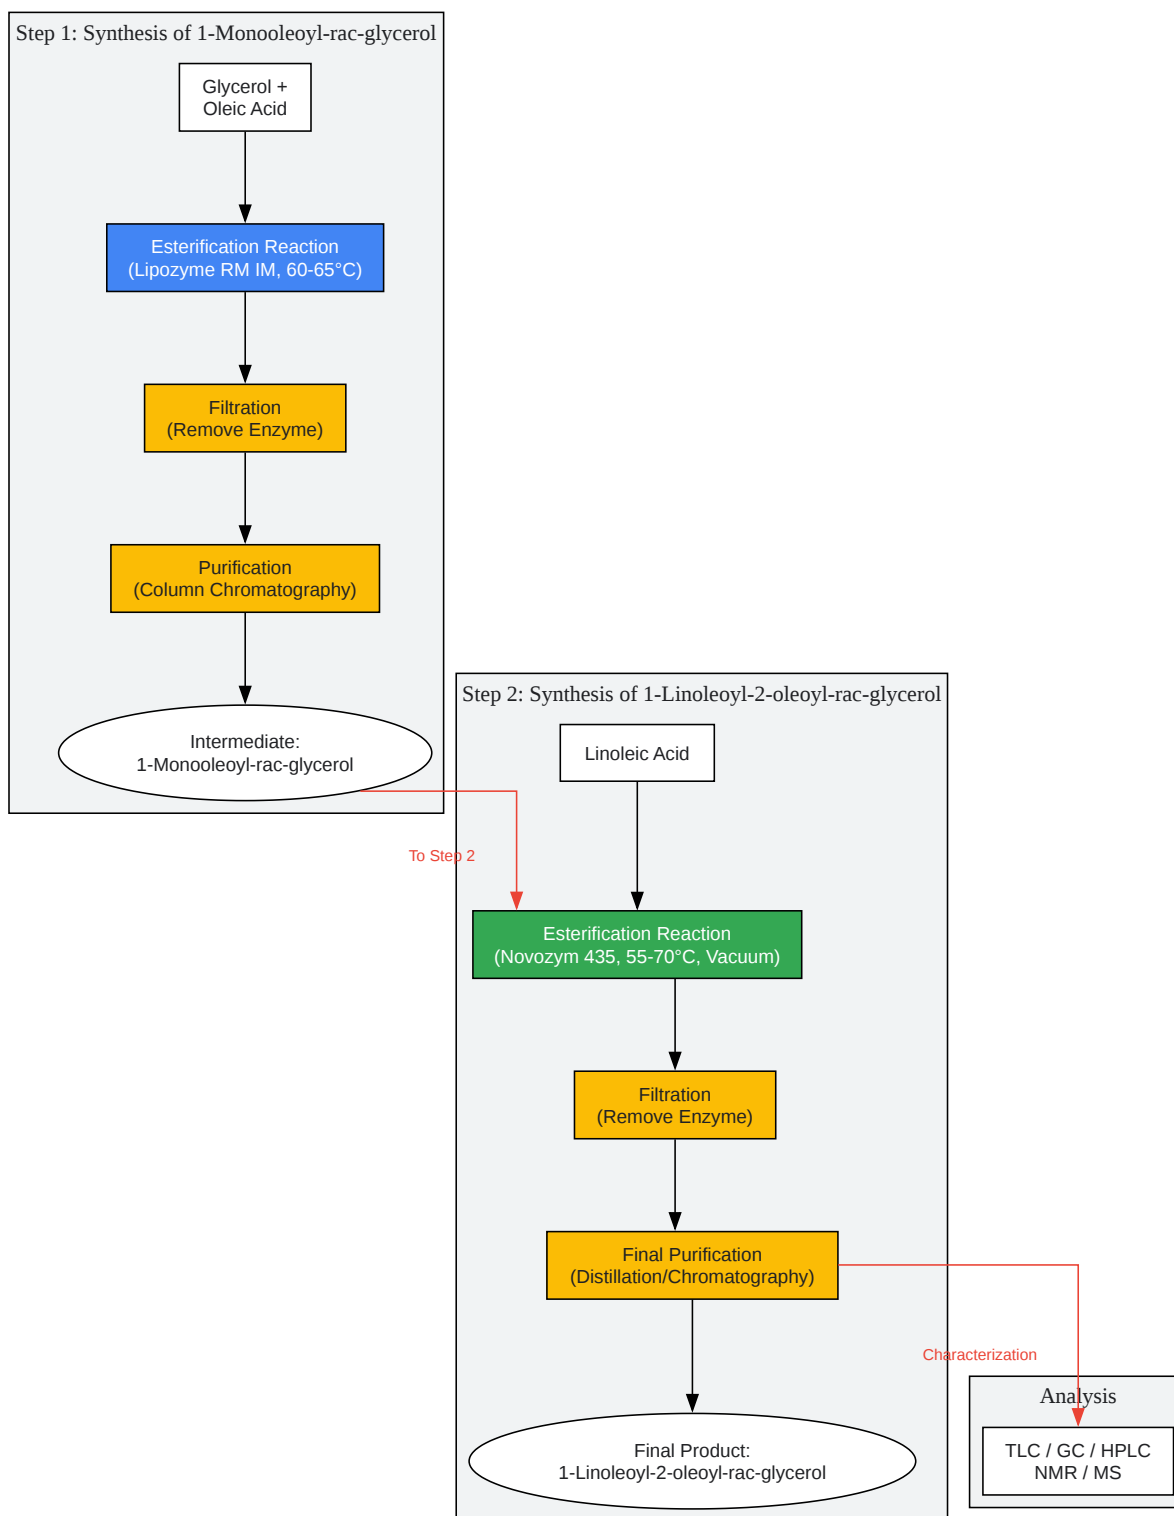 Step 1: Synthesis of 1-Monooleoyl-rac-glycerol
Glycerol +
Oleic Acid
Esterification Reaction
(Lipozyme RM IM, 60-65°C)
Filtration
(Remove Enzyme)
Purification
(Column Chromatography)
Intermediate:
1-Monooleoyl-rac-glycerol
To Step 2
Step 2: Synthesis of 1-Linoleoyl-2-oleoyl-rac-glycerol
Linoleic Acid
Esterification Reaction
(Novozym 435, 55-70°C, Vacuum)
Filtration
(Remove Enzyme)
Final Purification
(Distillation/Chromatography)
Characterization
Final Product:
1-Linoleoyl-2-oleoyl-rac-glycerol
Analysis
TLC / GC / HPLC
NMR / MS